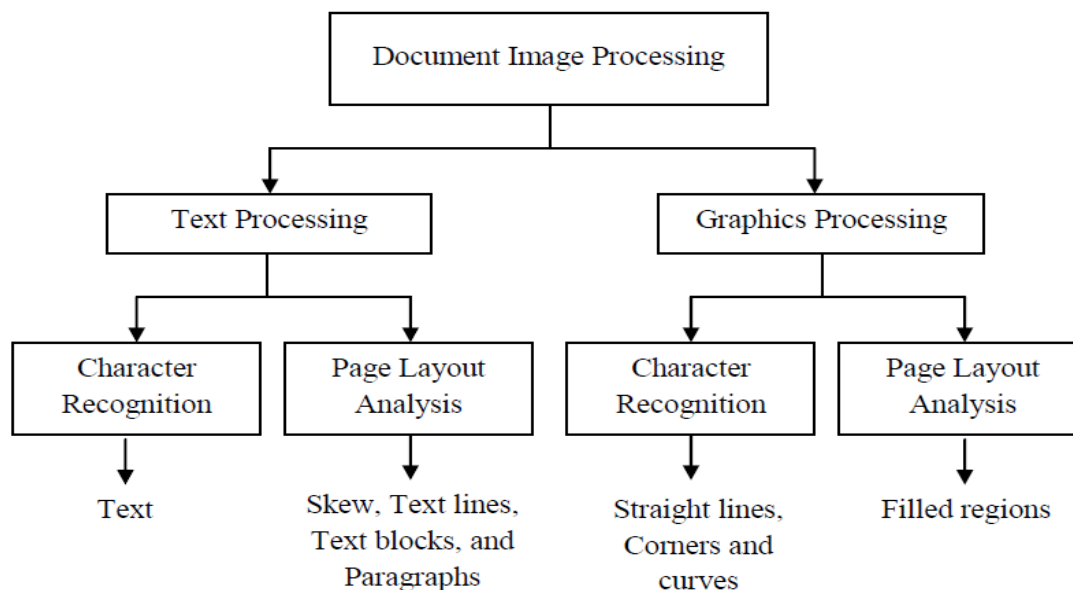 Document Image Processing
Text Processing
Graphics Processing
Character
Recognition
Page Layout
Analysis
Character
Recognition
Page Layout
Analysis
Text
Skew, Text lines,
Text blocks, and
Paragraphs
Straight lines,
Corners and
curves
Filled regions